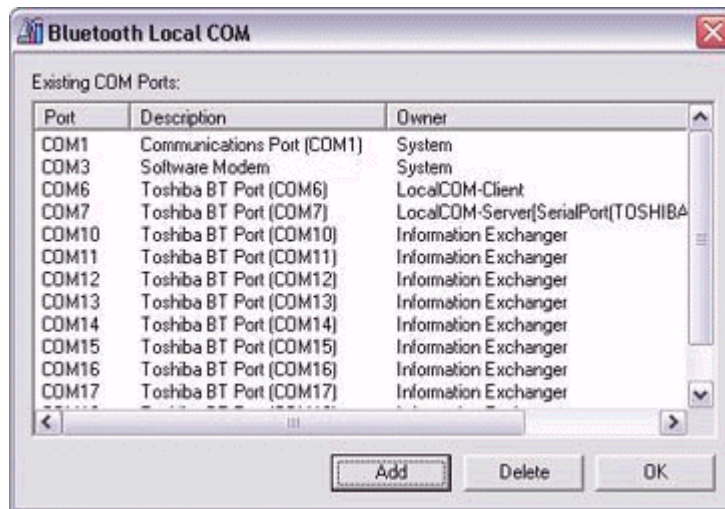 Bluetooth Local COM
Existing COM Ports:
Port Description Owner
COM1 Communications Port (COM1) System
COM3 Software Modem System
COM6 Toshiba BT Port (COM6) LocalCOM-Client
COM7 Toshiba BT Port (COM7) LocalCOM-Server(SerialPort(TOSHIBA
COM10 Toshiba BT Port (COM10) Information Exchanger
COM11 Toshiba BT Port (COM11) Information Exchanger
COM12 Toshiba BT Port (COM12) Information Exchanger
COM13 Toshiba BT Port (COM13) Information Exchanger
COM14 Toshiba BT Port (COM14) Information Exchanger
COM15 Toshiba BT Port (COM15) Information Exchanger
COM16 Toshiba BT Port (COM16) Information Exchanger
COM17 Toshiba BT Port (COM17) Information Exchanger
Add Delete OK